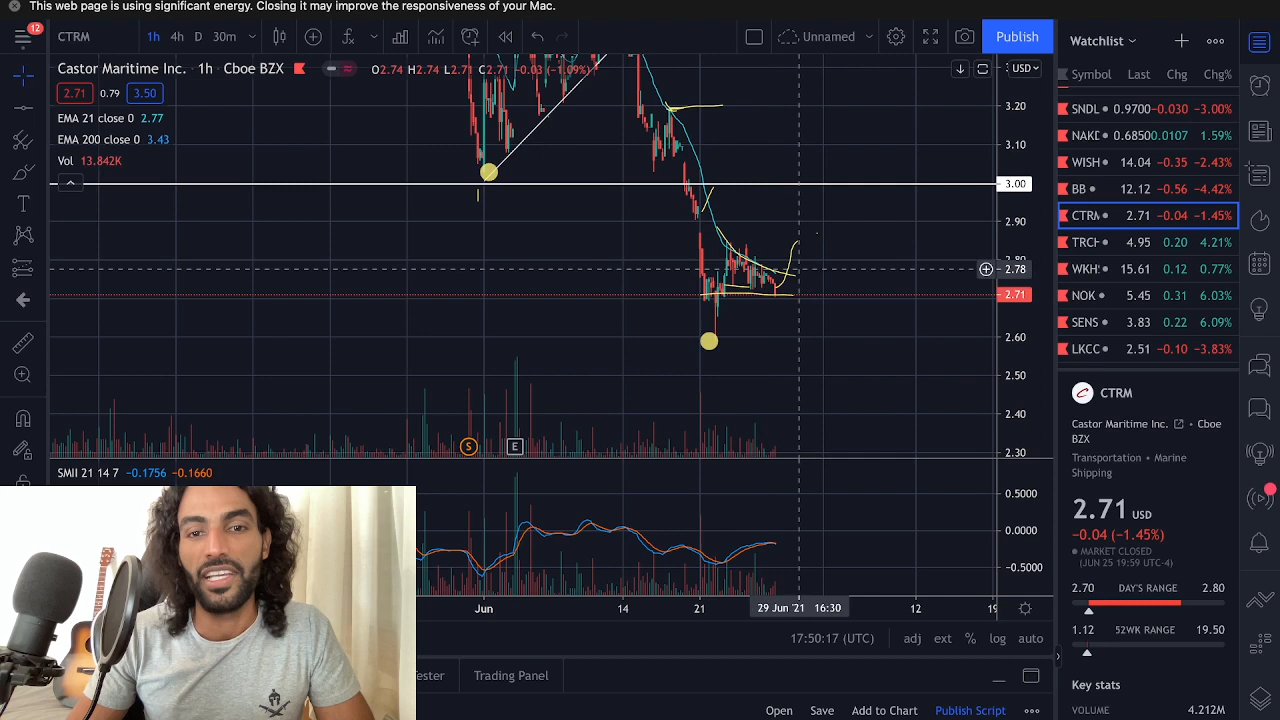 This web page is using significant energy. Closing it may improve the responsiveness of your Mac.
12
CTRM 1h 4h D 30m Unnamed Publish
Castor Maritime Inc. · 1h · Cboe BZX O2.74 H2.74 L2.71 C2.71 -0.03 (-1.09%)
2.71 0.79 3.50
EMA 21 close 0 2.77
EMA 200 close 0 3.43
Vol 13.842K
USD
3.20
3.10
3.00
2.90
2.80
2.78
2.71
2.60
2.50
2.40
2.30
S E
SMII 21 14 7 -0.1756 -0.1660
0.5000
0.0000
-0.5000
Jun 14 21 29 Jun '21 16:30 12 19
17:50:17 (UTC) adj ext % log auto
Trading Panel
Open Save Add to Chart Publish Script
Watchlist
Symbol Last Chg Chg%
SNDL 0.9700 -0.030 -3.00%
NAKD 0.6850 0.0107 1.59%
WISH 14.04 -0.35 -2.43%
BB 12.12 -0.56 -4.42%
CTRM 2.71 -0.04 -1.45%
TRCH 4.95 0.20 4.21%
WKHS 15.61 0.12 0.77%
NOK 5.45 0.31 6.03%
SENS 3.83 0.22 6.09%
LKCO 2.51 -0.10 -3.83%
CTRM
Castor Maritime Inc. · Cboe
BZX
Transportation · Marine
Shipping
2.71 USD
-0.04 (-1.45%)
MARKET CLOSED
(JUN 25 19:59 UTC-4)
2.70 DAY'S RANGE 2.80
1.12 52WK RANGE 19.50
Key stats
VOLUME 4.212M